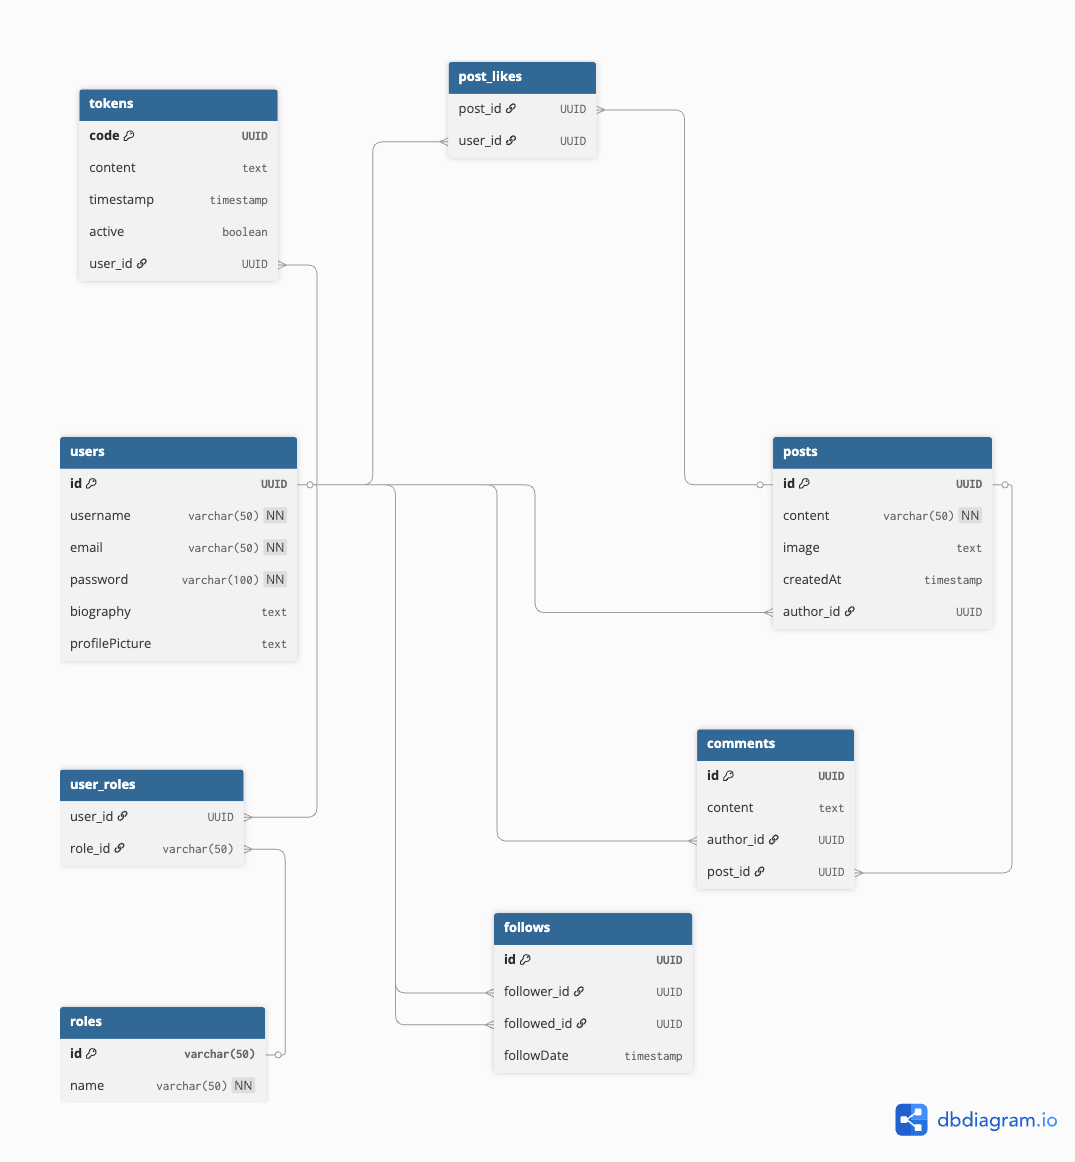 post_likes
post_id UUID
user_id UUID
tokens
code UUID
content text
timestamp timestamp
active boolean
user_id UUID
users
id UUID
username varchar(50) NN
email varchar(50) NN
password varchar(100) NN
biography text
profilePicture text
posts
id UUID
content varchar(50) NN
image text
createdAt timestamp
author_id UUID
comments
id UUID
content text
author_id UUID
post_id UUID
user_roles
user_id UUID
role_id varchar(50)
follows
id UUID
follower_id UUID
followed_id UUID
followDate timestamp
roles
id varchar(50)
name varchar(50) NN
dbdiagram.io